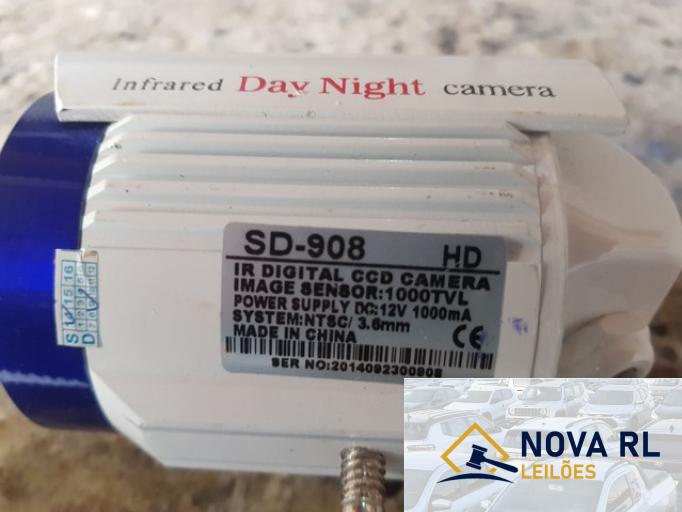 Infrared Day Night camera
SD-908 HD
IR DIGITAL CCD CAMERA
IMAGE SENSOR:1000TVL
POWER SUPPLY DC:12V 1000mA
SYSTEM:NTSC/ 3.6mm
MADE IN CHINA CE
SER NO:2014092300908
NOVA RL
LEILÕES